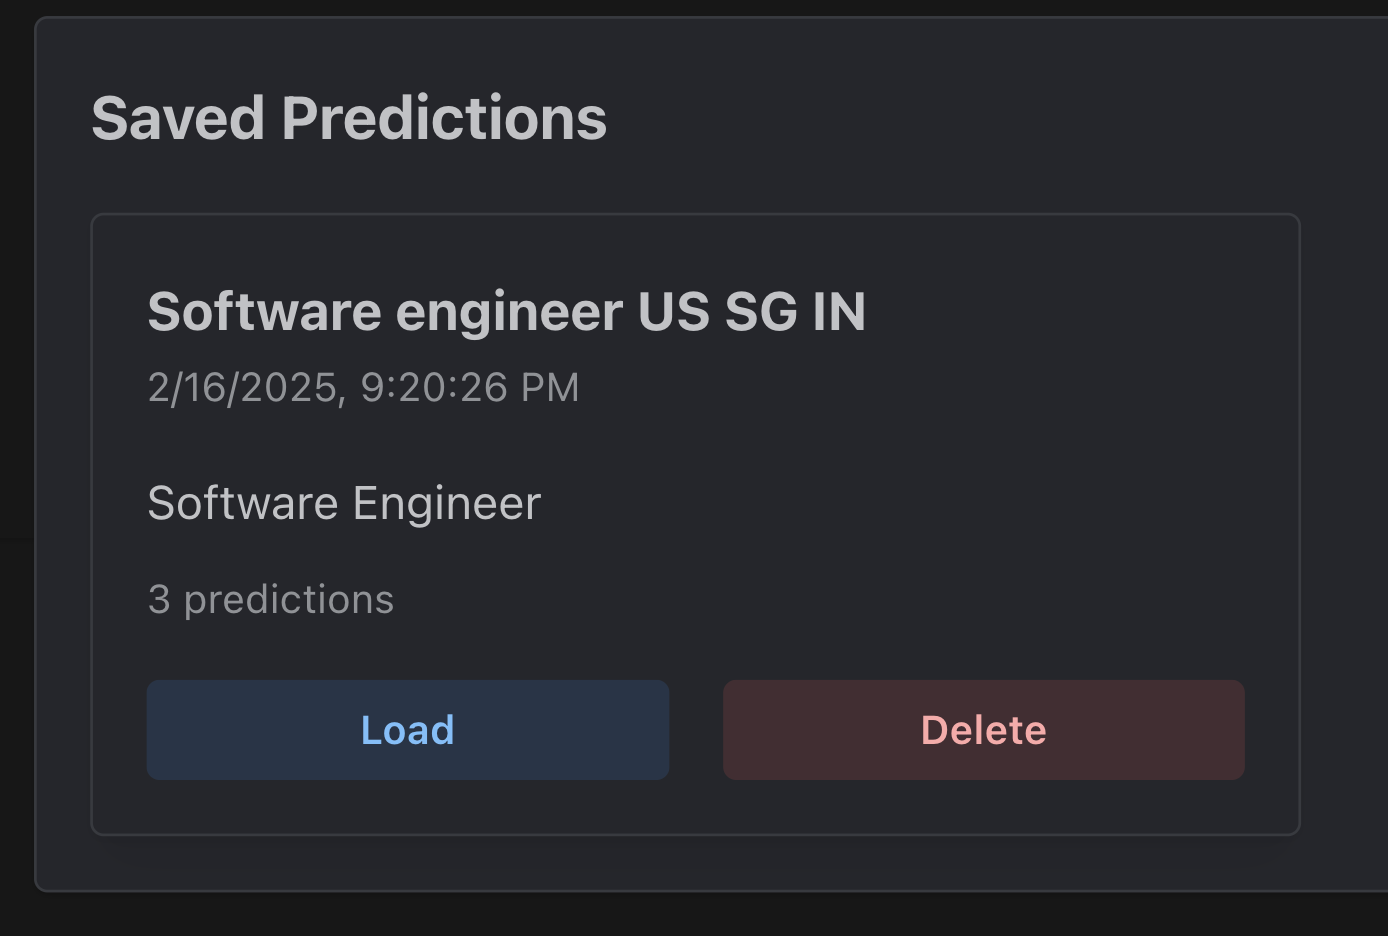 Saved Predictions
Software engineer US SG IN
2/16/2025, 9:20:26 PM
Software Engineer
3 predictions
Load
Delete